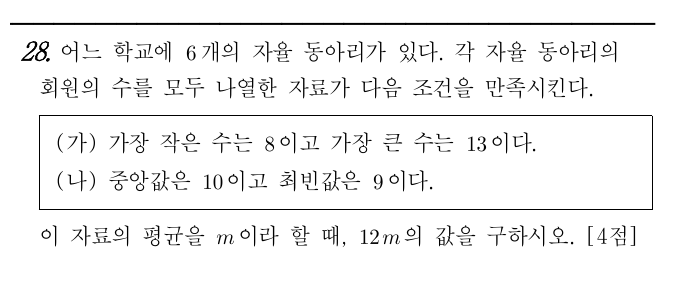 28. 어느 학교에 6개의 자율 동아리가 있다. 각 자율 동아리의
회원의 수를 모두 나열한 자료가 다음 조건을 만족시킨다.
(가) 가장 작은 수는 8이고 가장 큰 수는 13이다.
(나) 중앙값은 10이고 최빈값은 9이다.
이 자료의 평균을 m이라 할 때, 12m의 값을 구하시오. [4점]